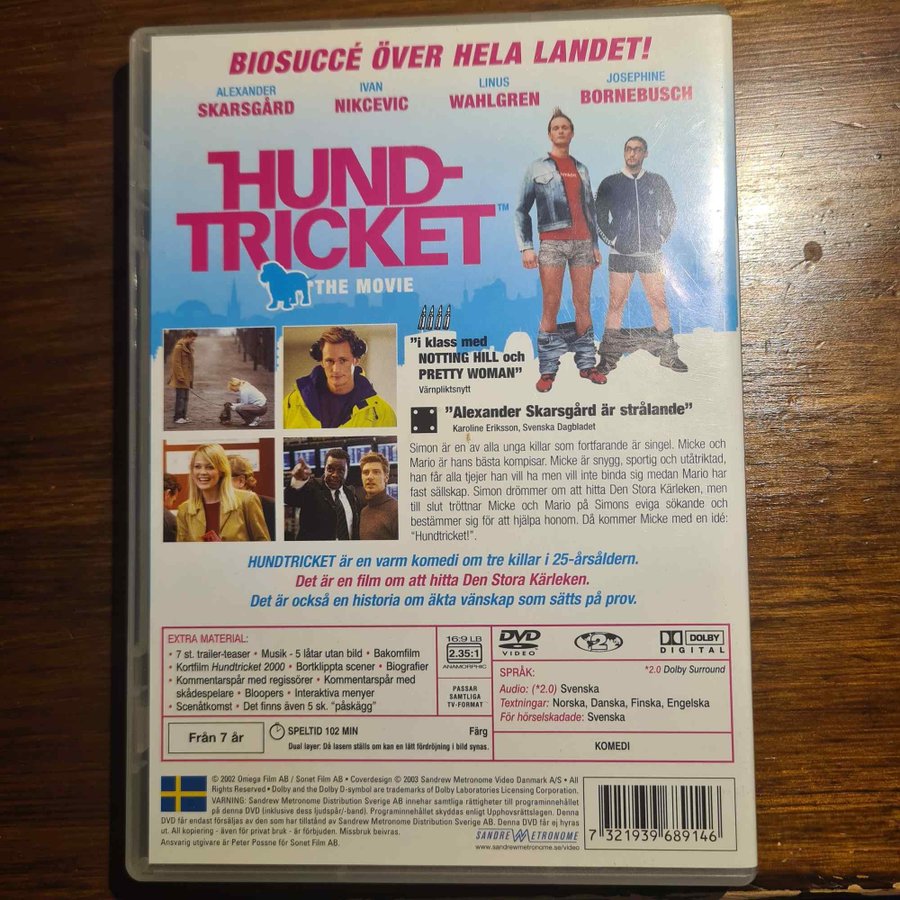 BIOSUCCÉ ÖVER HELA LANDET!
ALEXANDER SKARSGÅRD
IVAN NIKCEVIC
LINUS WAHLGREN
JOSEPHINE BORNEBUSCH
HUND-
TRICKET™
THE MOVIE
"i klass med
NOTTING HILL och
PRETTY WOMAN"
Värnpliktsnytt
"Alexander Skarsgård är strålande"
Karoline Eriksson, Svenska Dagbladet
Simon är en av alla unga killar som fortfarande är singel. Micke och
Mario är hans bästa kompisar. Micke är snygg, sportig och utåtriktad,
han får alla tjejer han vill ha men vill inte binda sig medan Mario har
fast sällskap. Simon drömmer om att hitta Den Stora Kärleken, men
till slut tröttnar Micke och Mario på Simons eviga sökande och
bestämmer sig för att hjälpa honom. Då kommer Micke med en idé:
"Hundtricket!".
HUNDTRICKET är en varm komedi om tre killar i 25-årsåldern.
Det är en film om att hitta Den Stora Kärleken.
Det är också en historia om äkta vänskap som sätts på prov.
EXTRA MATERIAL:
• 7 st. trailer-teaser • Musik - 5 låtar utan bild • Bakomfilm
• Kortfilm Hundtricket 2000 • Bortklippta scener • Biografier
• Kommentarspår med regissörer • Kommentarspår med
skådespelare • Bloopers • Interaktiva menyer
• Scenåtkomst • Det finns även 5 sk. "påskägg"
16:9 LB
2.35:1
ANAMORPHIC
PASSAR
SAMTLIGA
TV-FORMAT
DVD
VIDEO
2
DOLBY
DIGITAL
*2.0 Dolby Surround
SPRÅK:
Audio: (*2.0) Svenska
Textningar: Norska, Danska, Finska, Engelska
För hörselskadade: Svenska
KOMEDI
Från 7 år
SPELTID 102 MIN
Färg
Dual layer: Då lasern ställs om kan en lätt fördröjning i bild synas.
© 2002 Omega Film AB / Sonet Film AB • Coverdesign © 2003 Sandrew Metronome Video Danmark A/S • All
Rights Reserved • Dolby and the Dolby D-symbol are trademarks of Dolby Laboratories Licensing Corporation.
VARNING: Sandrew Metronome Distribution Sverige AB innehar samtliga rättigheter till programinnehållet
på denna DVD (inklusive dess ljudspår/-band). Programinnehållet skyddas enligt Upphovsrättslagen. Denna
DVD får endast försäljas av den som har tillstånd av Sandrew Metronome Distribution Sverige AB. Denna DVD får ej hyras
ut. All kopiering - även för privat bruk - är förbjuden. Missbruk beivras.
Ansvarig utgivare är Peter Possne för Sonet Film AB.
SANDREW METRONOME
www.sandrewmetronome.se/video
7 321939 689146